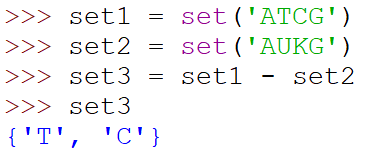 >>> set1 = set('ATCG')
>>> set2 = set('AUKG')
>>> set3 = set1 - set2
>>> set3
{'T', 'C'}